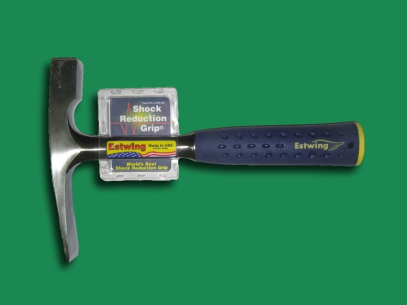 Shock
Reduction
Grip®
Estwing
Made in USA
World's Best
Shock Reduction Grip
Estwing